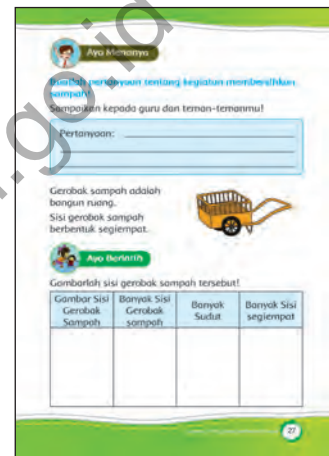 Ayo Menanya
Buatlah pertanyaan tentang kegiatan membersihkan
sampah!
Sampaikan kepada guru dan teman-temanmu!
Pertanyaan:
Gerobak sampah adalah
bangun ruang.
Sisi gerobak sampah
berbentuk segiempat.
Ayo Berlatih
Gambarlah sisi gerobak sampah tersebut!
Gambar Sisi
Gerobak
Sampah
Banyak Sisi
Gerobak
sampah
Banyak
Sudut
Banyak Sisi
segiempat
27
.go.id